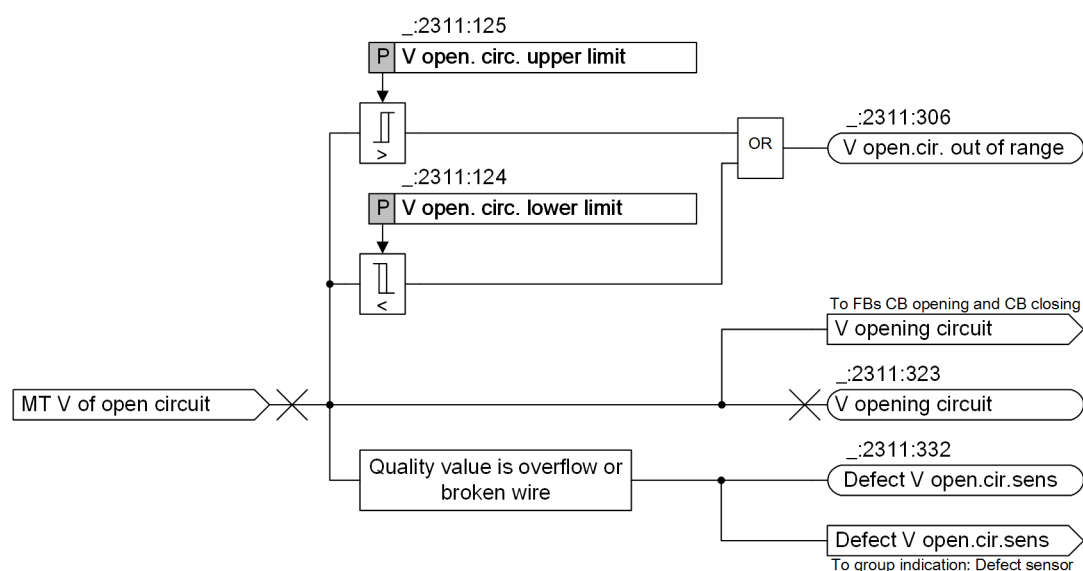 _:2311:125
P V open. circ. upper limit
>
OR
_:2311:306
V open.cir. out of range
_:2311:124
P V open. circ. lower limit
<
To FBs CB opening and CB closing
V opening circuit
MT V of open circuit
_:2311:323
V opening circuit
Quality value is overflow or
broken wire
_:2311:332
Defect V open.cir.sens
Defect V open.cir.sens
To group indication: Defect sensor